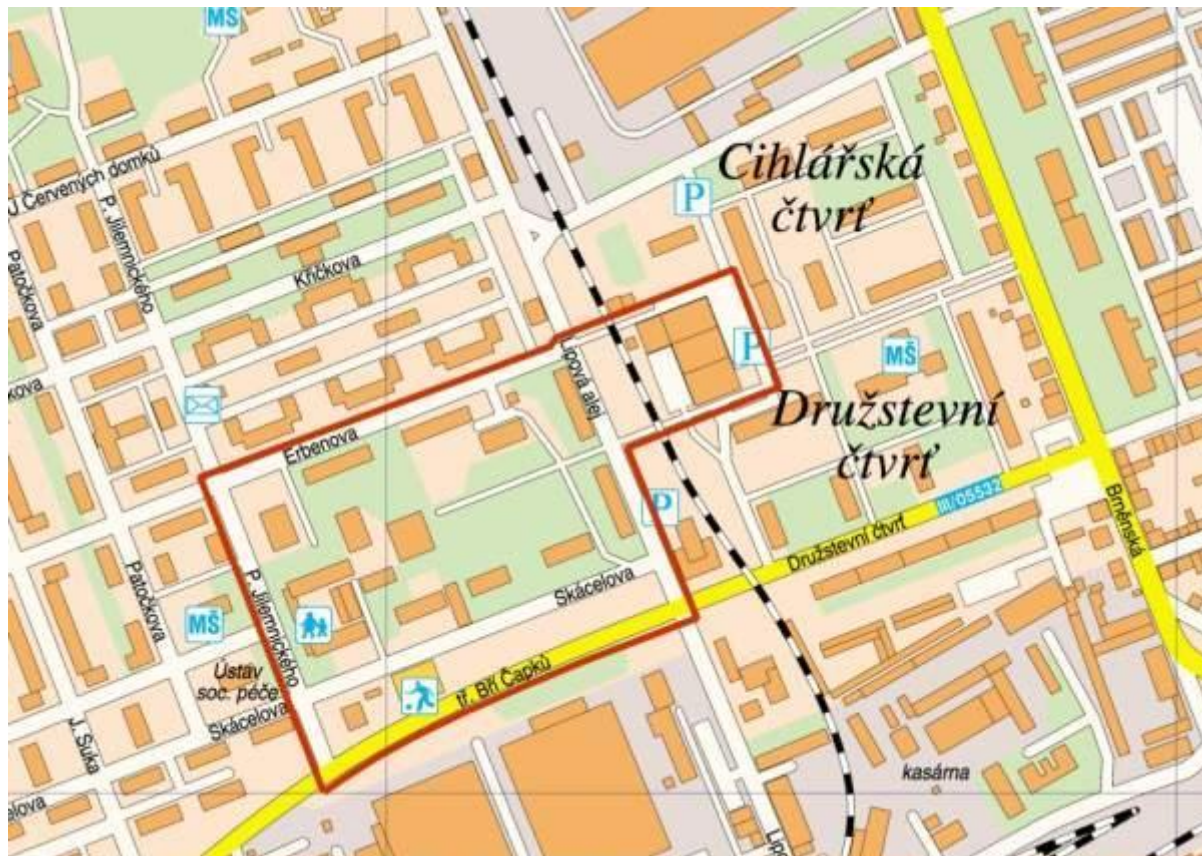 MŠ
U Červených domků
P. Jilemnického
Patočkova
Křičkova
Cihlářská
čtvrť
P
Lipová alej
P
MŠ
kova
Erbenova
Družstevní
čtvrť
III/05532
P
Družstevní čtvrť
Brněnská
Patočkova
MŠ
P. Jilemnického
Skácelova
Ústav
soc. péče
Skácelova
tř. Bří Čapků
J. Suka
elova
kasárna
Lipo